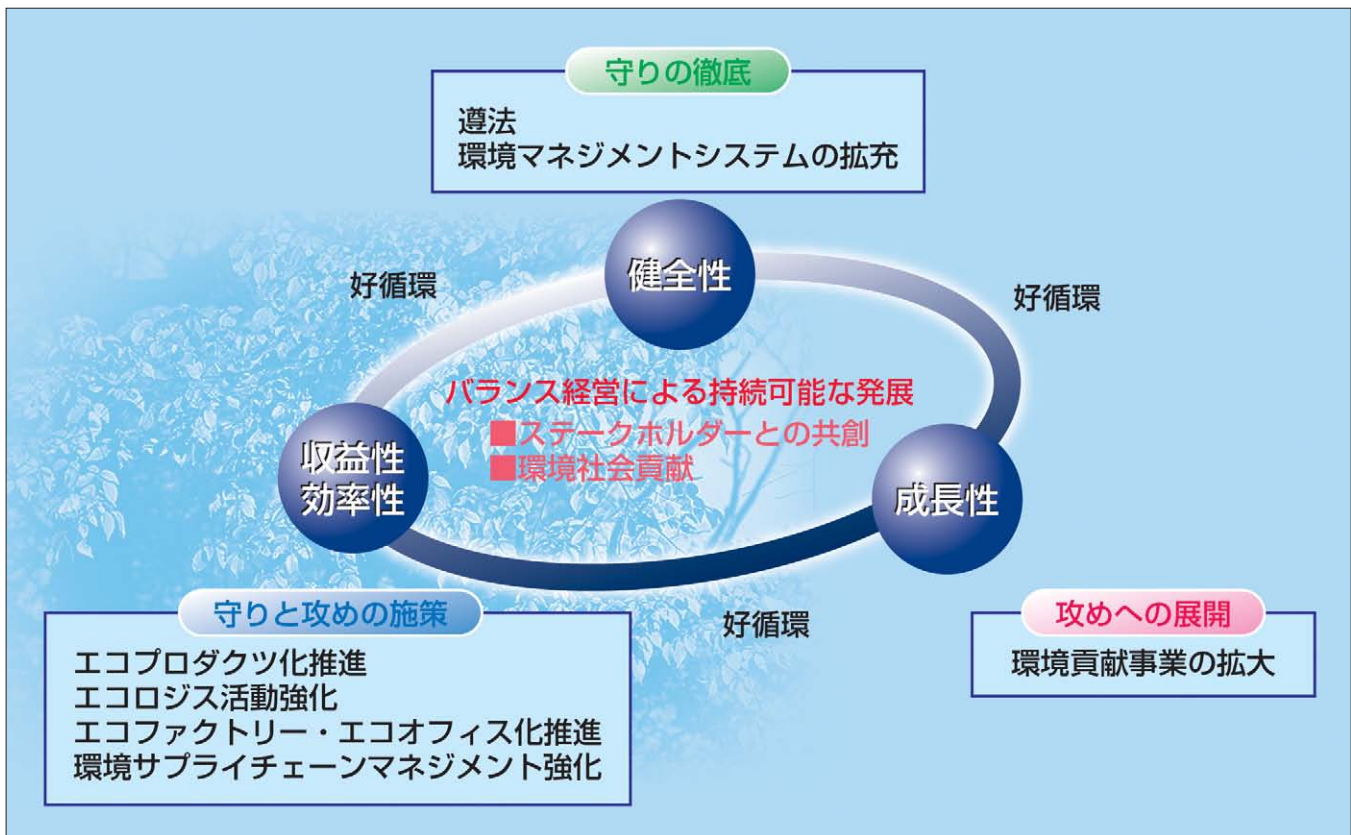 守りの徹底
遵法
環境マネジメントシステムの拡充
健全性
好循環
好循環
バランス経営による持続可能な発展
■ステークホルダーとの共創
■環境社会貢献
収益性
効率性
成長性
好循環
守りと攻めの施策
エコプロダクツ化推進
エコロジス活動強化
エコファクトリー・エコオフィス化推進
環境サプライチェーンマネジメント強化
攻めへの展開
環境貢献事業の拡大